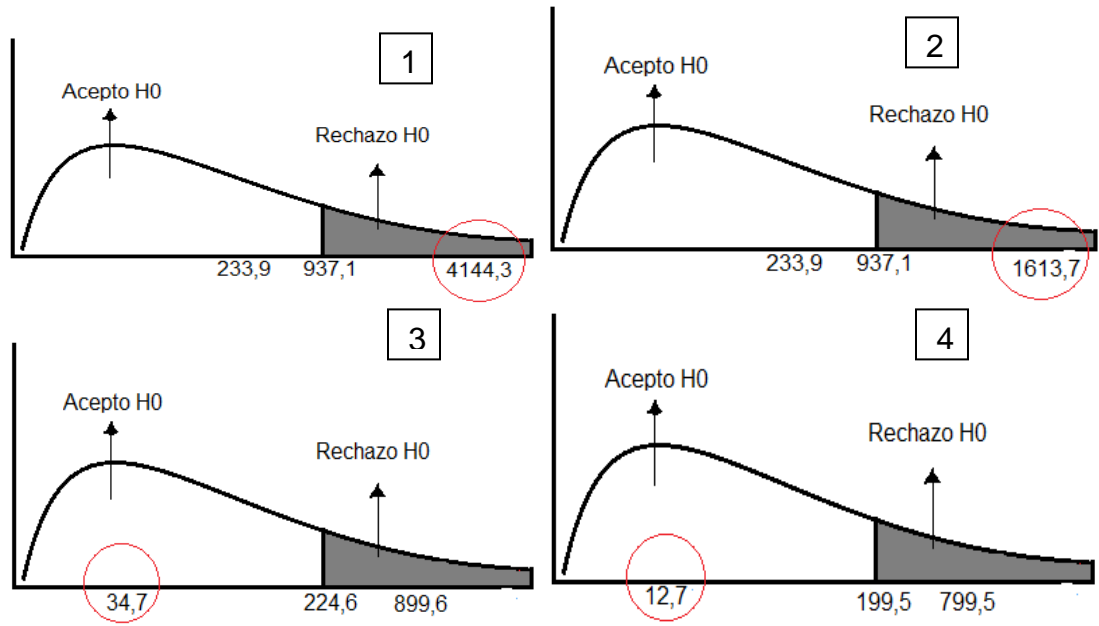 1
Acepto H0
Rechazo H0
233,9 937,1 4144,3
2
Acepto H0
Rechazo H0
233,9 937,1 1613,7
3
Acepto H0
Rechazo H0
34,7 224,6 899,6
4
Acepto H0
Rechazo H0
12,7 199,5 799,5